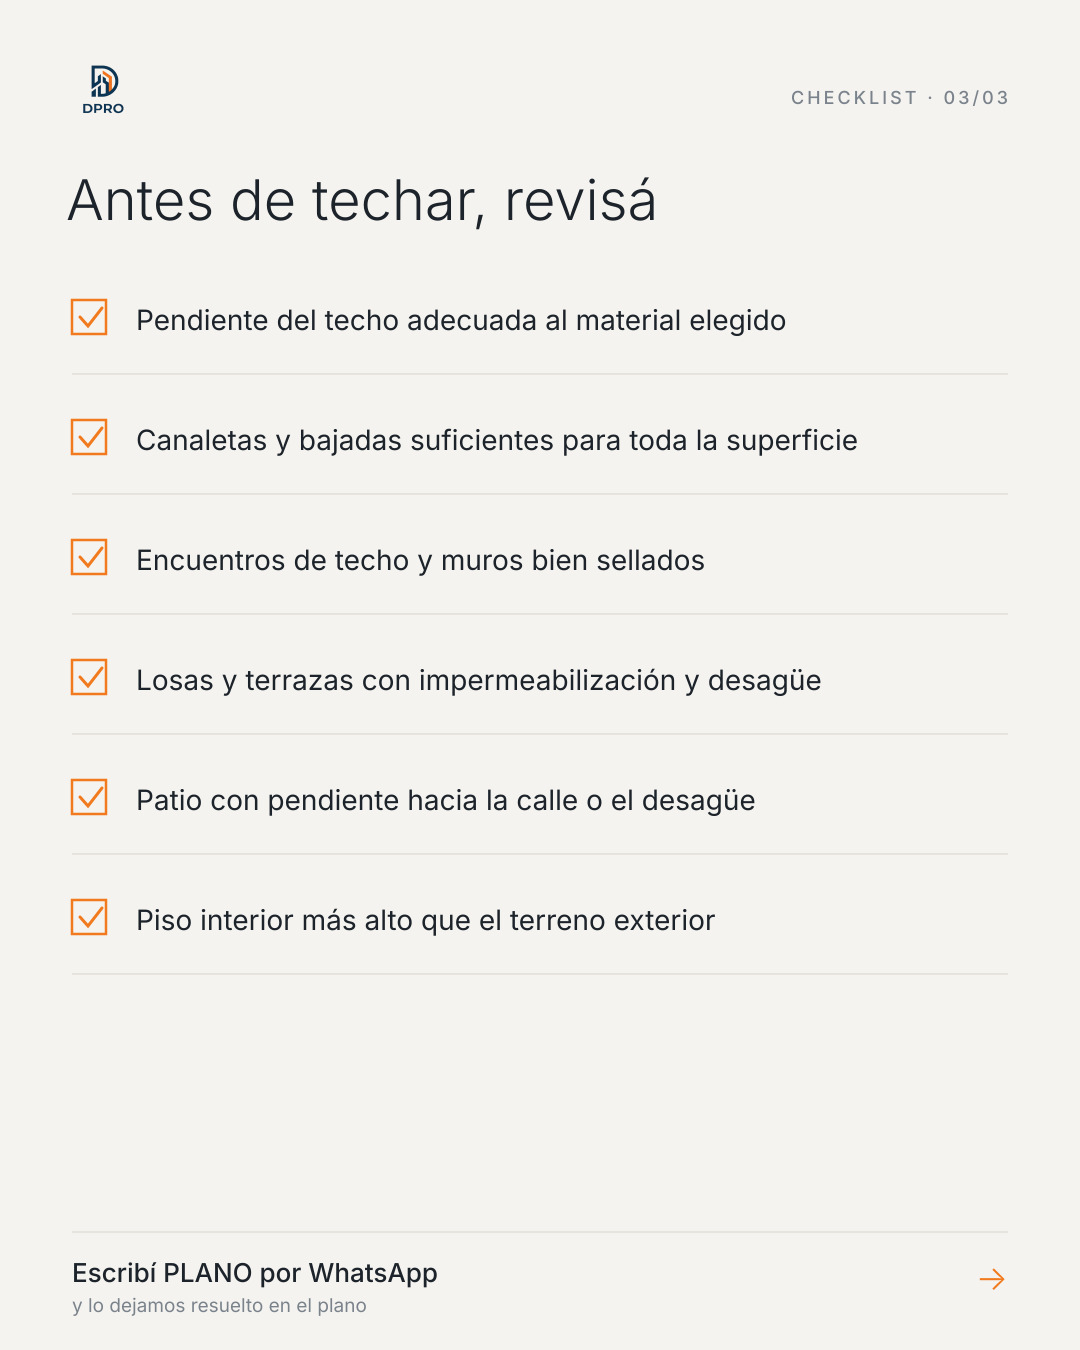 DPRO
CHECKLIST · 03/03
Antes de techar, revisá
Pendiente del techo adecuada al material elegido
Canaletas y bajadas suficientes para toda la superficie
Encuentros de techo y muros bien sellados
Losas y terrazas con impermeabilización y desagüe
Patio con pendiente hacia la calle o el desagüe
Piso interior más alto que el terreno exterior
Escribí PLANO por WhatsApp
y lo dejamos resuelto en el plano